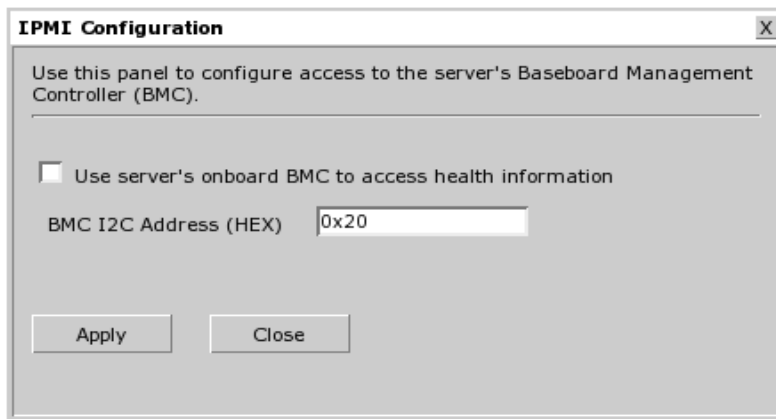 IPMI Configuration X
Use this panel to configure access to the server's Baseboard Management
Controller (BMC).
Use server's onboard BMC to access health information
BMC I2C Address (HEX) 0x20
Apply Close